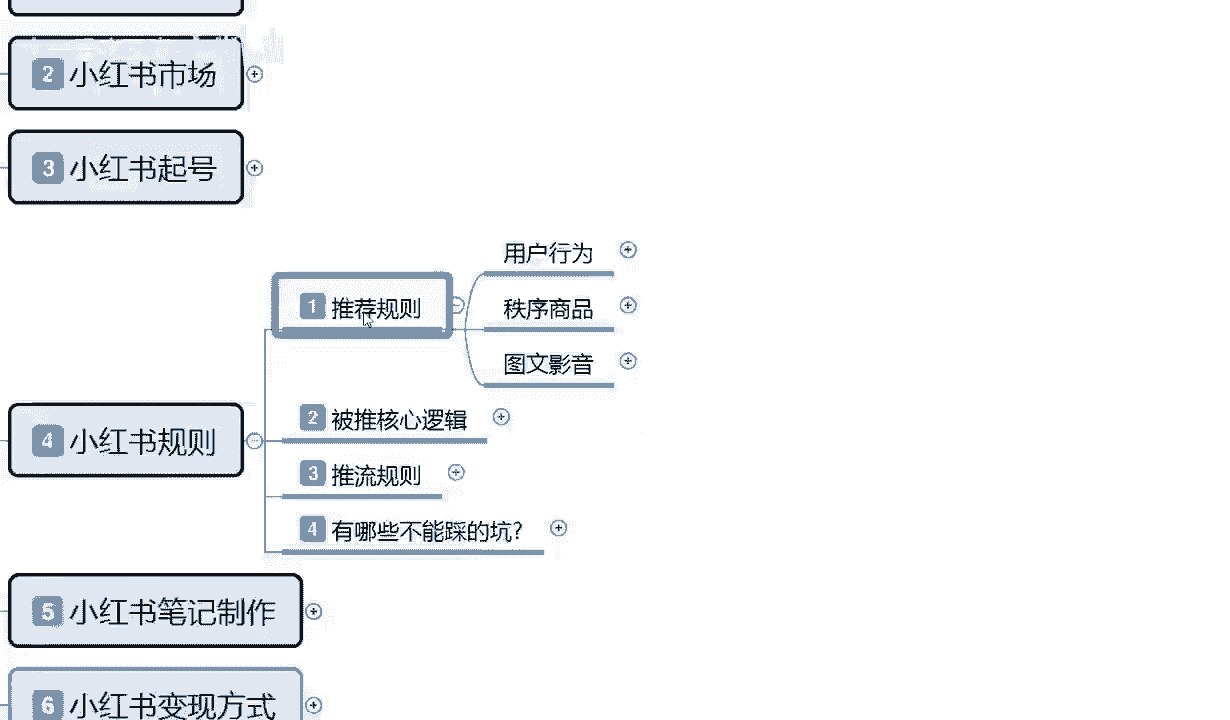 2 小红书市场
3 小红书起号
用户行为
1 推荐规则
秩序商品
图文影音
2 被推核心逻辑
4 小红书规则
3 推流规则
4 有哪些不能踩的坑?
5 小红书笔记制作
6 小红书变现方式